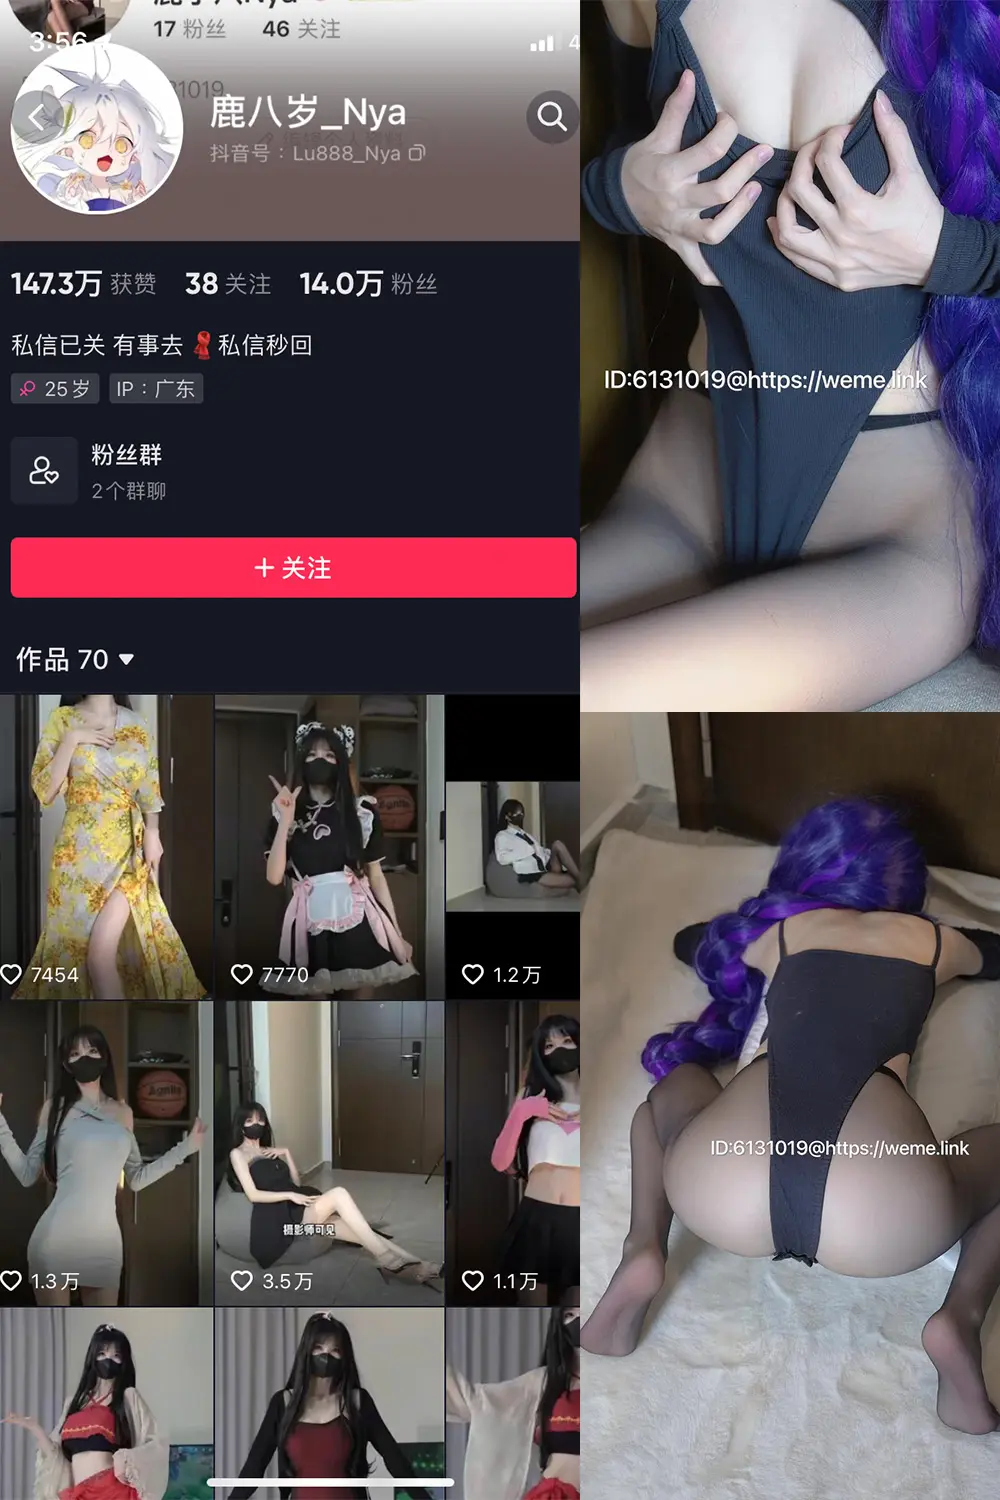 17 粉丝 46 关注
3:56
鹿八岁_Nya
抖音号：Lu888_Nya
147.3万 获赞 38 关注 14.0万 粉丝
私信已关 有事去 私信秒回
25岁 IP：广东
粉丝群
2个群聊
+ 关注
作品 70
7454
7770
1.2万
1.3万
摄影师可见
3.5万
1.1万
ID:6131019@https://weme.link
ID:6131019@https://weme.link